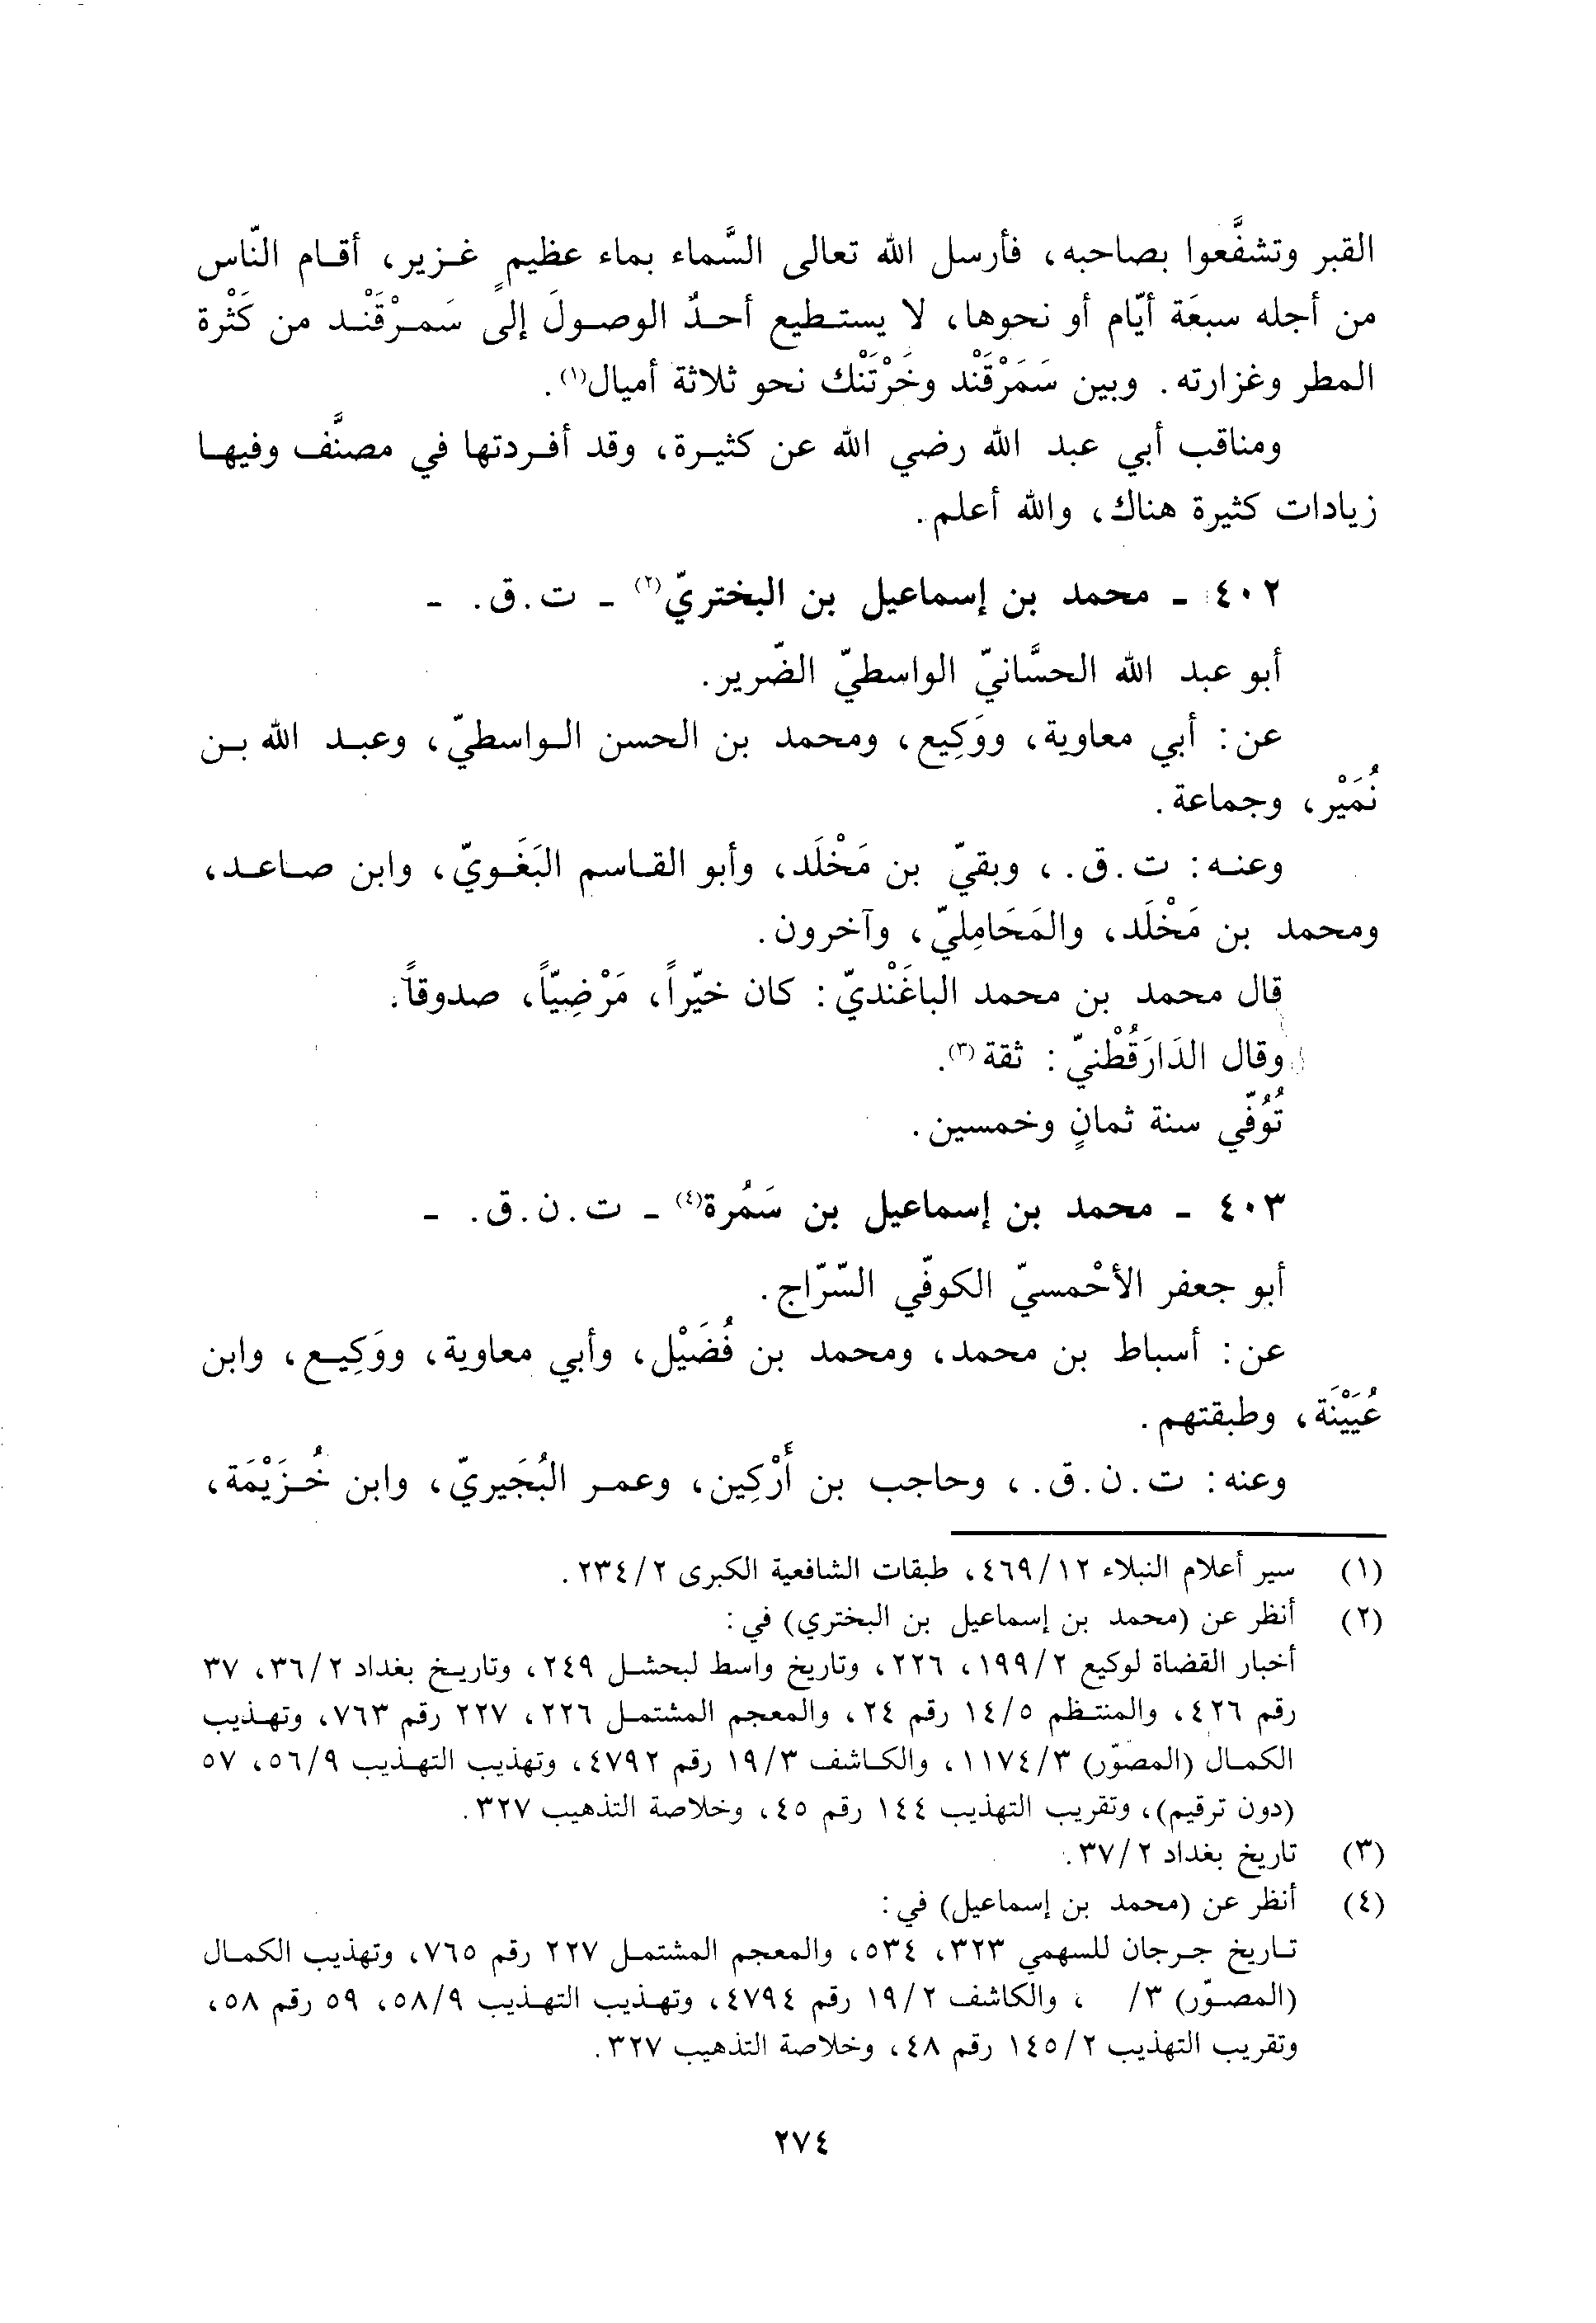 القبر وتشفَّعوا بصاحبه، فأرسل الله تعالى السَّماء بماء عظيمٍ غـزير، أقـام النّاس
من أجله سبعَة أيّام أو نحوها، لا يستـطيع أحـدٌ الوصـولَ إلى سَمـرْقَنْـد من كَثْرة
المطر وغزارته. وبين سَمَرْقَنْد وخَرْتَنْك نحو ثلاثة أميال(١).
ومناقب أبي عبد الله رضي الله عن كثيـرة، وقد أفـردتها في مصنَّف وفيهـا
زيادات كثيرة هناك، والله أعلم.
٤٠٢ ـ محمد بن إسماعيل بن البختريّ(٢) ـ ت.ق. ـ
أبو عبد الله الحسَّانيّ الواسطيّ الضّرير.
عن: أبي معاوية، ووَكِيع، ومحمد بن الحسن الـواسطيّ، وعبـد الله بـن
نُمَيْر، وجماعة.
وعنـه: ت.ق.، وبقيّ بن مَخْلَد، وأبو القـاسم البَغَـويّ، وابن صـاعـد،
ومحمد بن مَخْلَد، والمَحَامِليّ، وآخرون.
قال محمد بن محمد الباغَنْديّ: كان خيّراً، مَرْضِيّاً، صدوقاً.
وقال الدَارَقُطْنيّ: ثقة(٣).
تُوُفّي سنة ثمانٍ وخمسين.
٤٠٣ ـ محمد بن إسماعيل بن سَمُرة(٤) ـ ت.ن.ق. ـ
أبو جعفر الأحْمسيّ الكوفّي السّرّاج.
عن: أسباط بن محمد، ومحمد بن فُضَيْل، وأبي معاوية، ووَكِيـع، وابن
عُيَيْنَة، وطبقتهم.
وعنه: ت.ن.ق.، وحاجب بن أَرْكِين، وعمـر البُجَيريّ، وابن خُـزَيْمَة،
(١) سير أعلام النبلاء ٤٦٩/١٢، طبقات الشافعية الكبرى ٢٣٤/٢.
(٢) أنظر عن (محمد بن إسماعيل بن البختري) في:
أخبار القضاة لوكيع ١٩٩/٢، ٢٢٦، وتاريخ واسط لبحشـل ٢٤٩، وتاريـخ بغداد ٣٦/٢، ٣٧
رقم ٤٢٦، والمنتـظم ١٤/٥ رقم ٢٤، والمعجم المشتمـل ٢٢٦، ٢٢٧ رقم ٧٦٣، وتهـذيب
الكمـال (المصوّر) ١١٧٤/٣، والكـاشف ١٩/٣ رقم ٤٧٩٢، وتهذيب التهـذيب ٥٦/٩، ٥٧
(دون ترقيم)، وتقريب التهذيب ١٤٤ رقم ٤٥، وخلاصة التذهيب ٣٢٧.
(٣) تاريخ بغداد ٣٧/٢.
(٤) أنظر عن (محمد بن إسماعيل) في:
تـاريخ جـرجان للسهمي ٣٢٣، ٥٣٤، والمعجم المشتمـل ٢٢٧ رقم ٧٦٥، وتهذيب الكمـال
(المصـوّر) ٣/ ، والكاشف ١٩/٢ رقم ٤٧٩٤، وتهـذيب التهـذيب ٥٨/٩، ٥٩ رقم ٥٨،
وتقريب التهذيب ١٤٥/٢ رقم ٤٨، وخلاصة التذهيب ٣٢٧.
٢٧٤